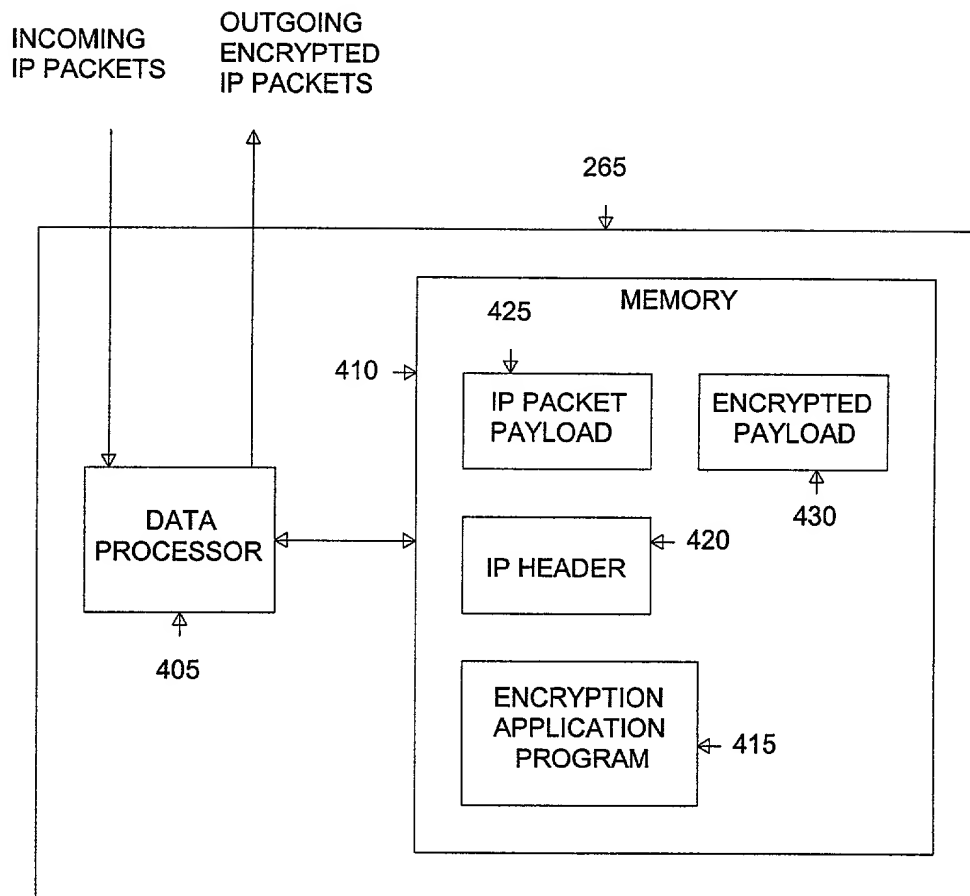 INCOMING
IP PACKETS
OUTGOING
ENCRYPTED
IP PACKETS
265
MEMORY
425
410
IP PACKET
PAYLOAD
ENCRYPTED
PAYLOAD
430
DATA
PROCESSOR
405
420
IP HEADER
ENCRYPTION
APPLICATION
PROGRAM
415